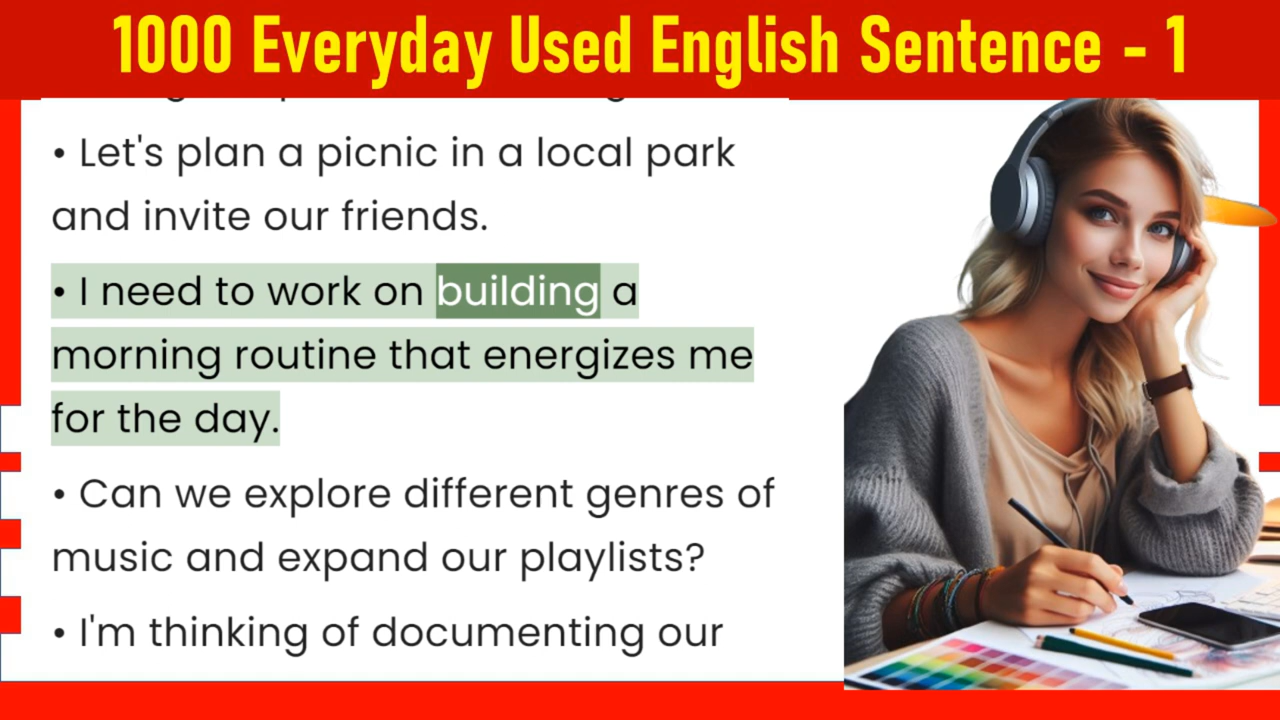 1000 Everyday Used English Sentence - 1
• Let's plan a picnic in a local park
and invite our friends.
• I need to work on building a
morning routine that energizes me
for the day.
• Can we explore different genres of
music and expand our playlists?
• I'm thinking of documenting our